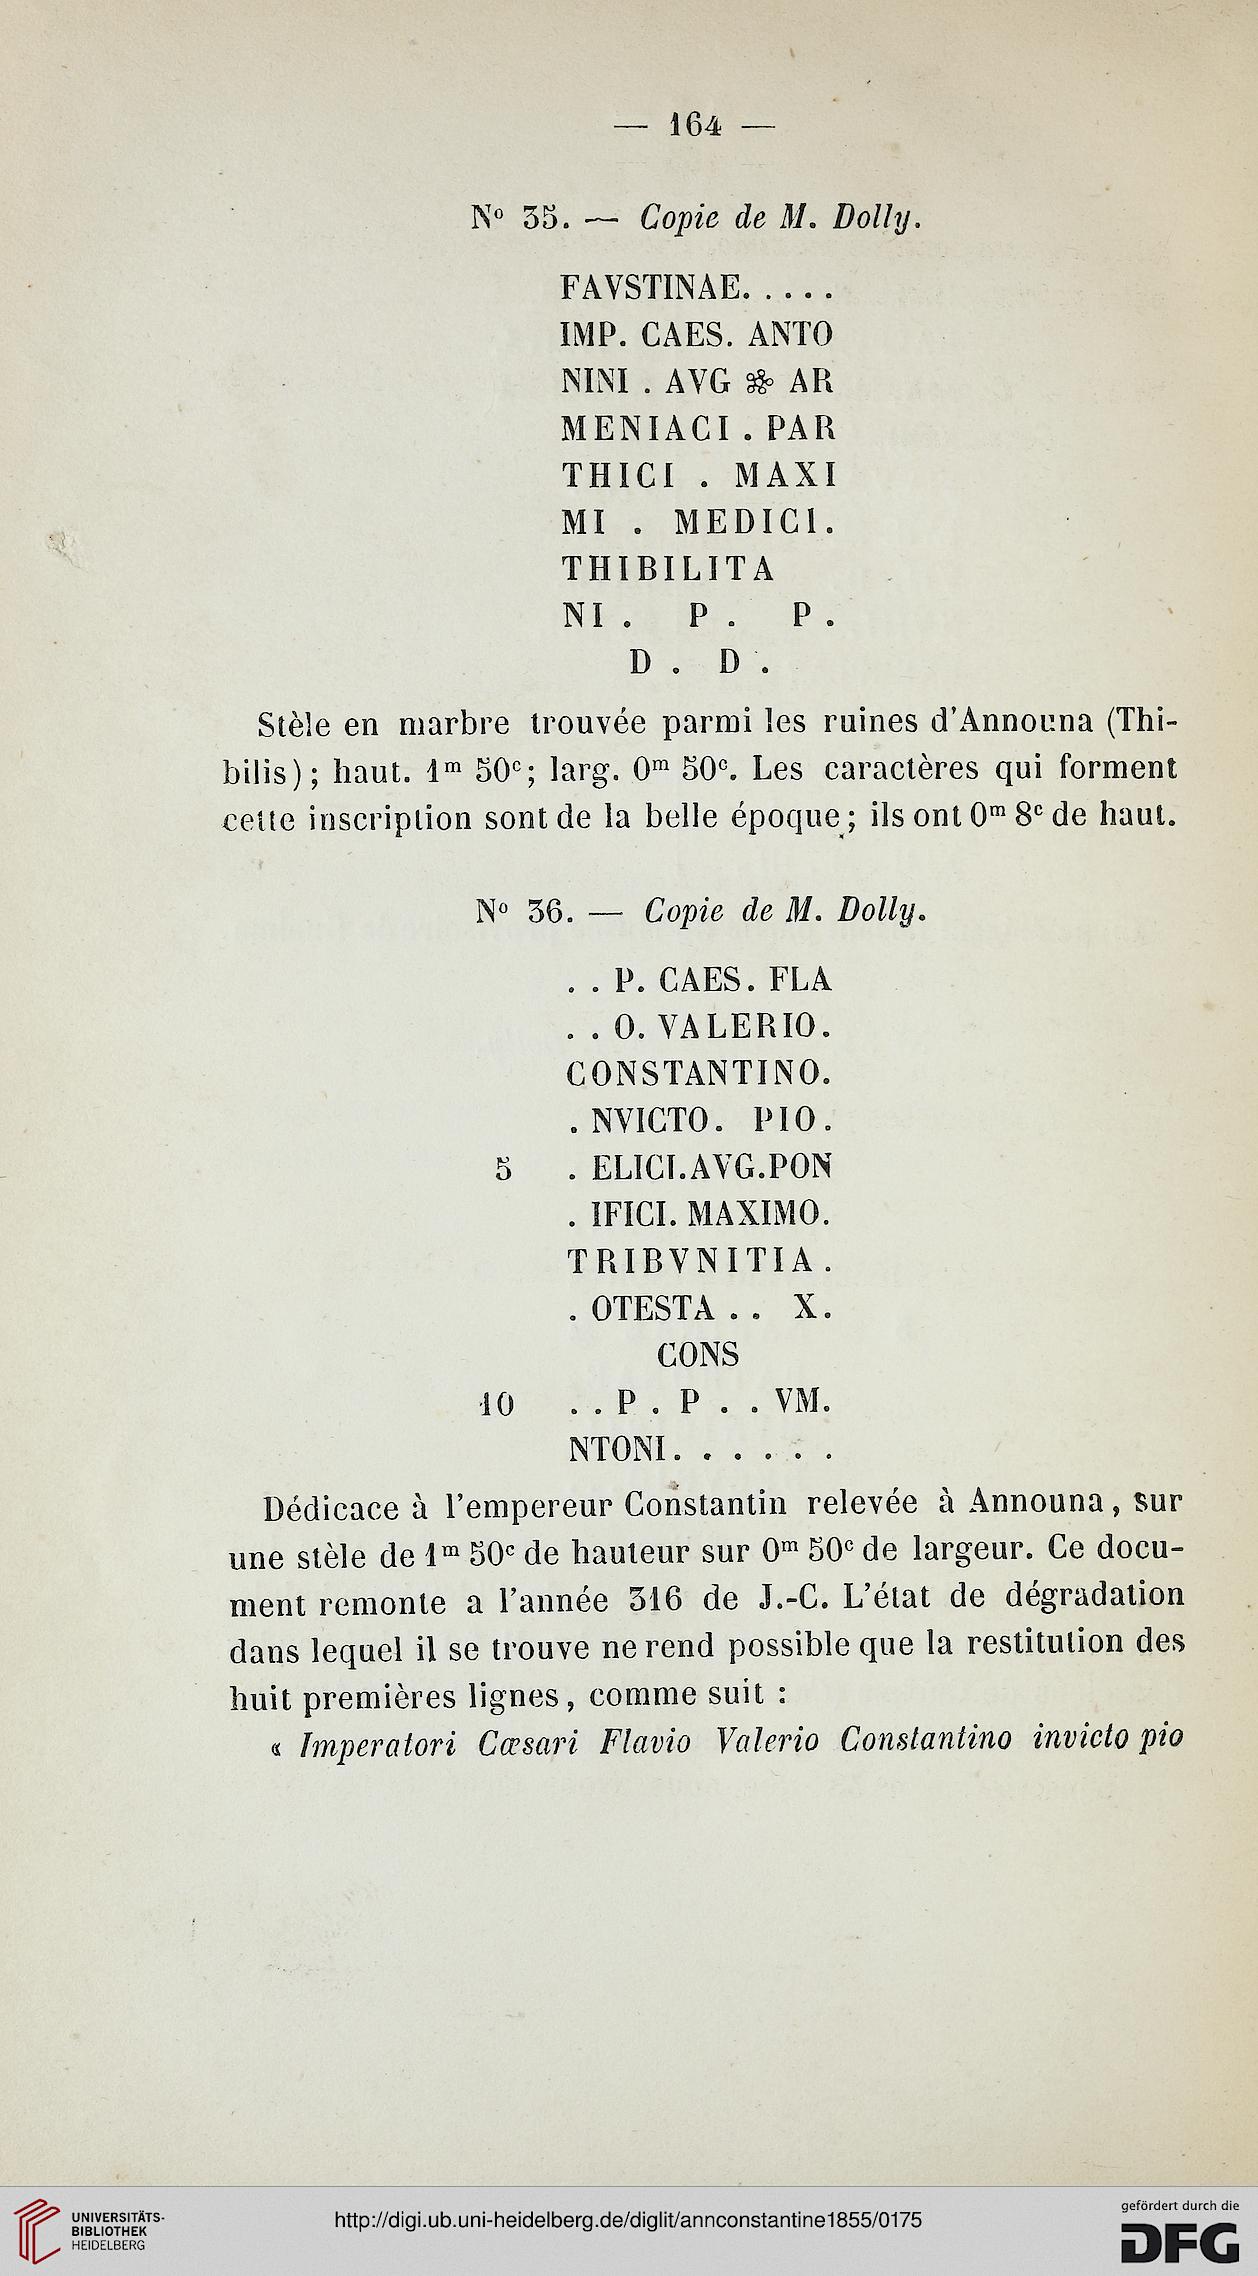 — 164 —
N° 35. — Copie de M. Dolly.
FAVSTINAE. . . . .
IMP. CAES. ANTO
NINI . AVG ❀ AR
MENIACI . PAR
THICI . MAXI
MI . MEDICI.
THIBILITA
NI . P . P .
D . D .
Stèle en marbre trouvée parmi les ruines d'Announa (Thi-
bilis) ; haut. 1m 50c ; larg. 0m 50c. Les caractères qui forment
cette inscription sont de la belle époque ; ils ont 0m 8c de haut.
N° 36. — Copie de M. Dolly.
. . P. CAES. FLA
. . O. VALERIO.
CONSTANTINO.
. NVICTO. PIO.
5 . ELICI.AVG.PON
. IFICI. MAXIMO.
TRIBVNITIA.
. OTESTA . . X.
CONS
10 . . P . P . . VM.
NTONI. . . . . .
Dédicace à l'empereur Constantin relevée à Announa, sur
une stèle de 1m 50c de hauteur sur 0m 50c de largeur. Ce docu-
ment remonte a l'année 316 de J.-C. L'état de dégradation
dans lequel il se trouve ne rend possible que la restitution des
huit premières lignes, comme suit :
« Imperatori Cæsari Flavio Valerio Constantino invicto pio
UNIVERSITÄTS-
BIBLIOTHEK
HEIDELBERG
http://digi.ub.uni-heidelberg.de/diglit/annconstantine1855/0175
gefördert durch die
DFG